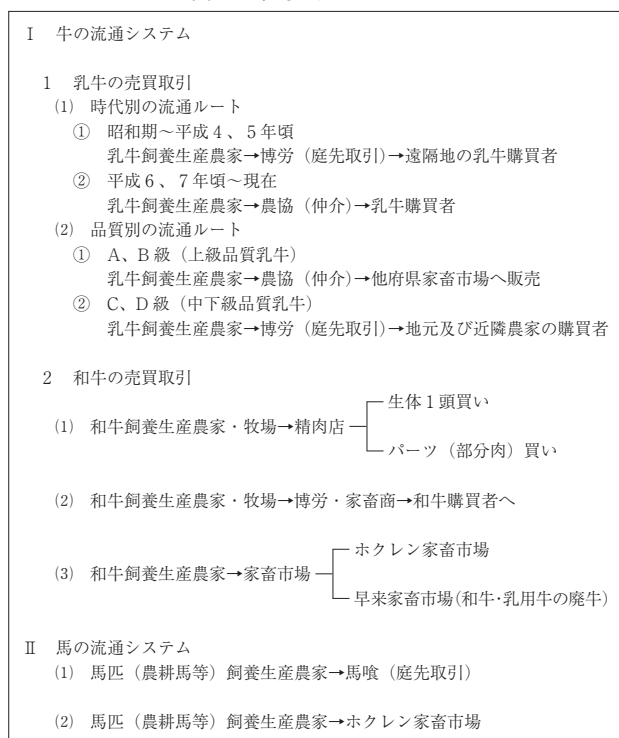 Ⅰ 牛の流通システム
1 乳牛の売買取引
⑴ 時代別の流通ルート
① 昭和期~平成4、5年頃
乳牛飼養生産農家→博労(庭先取引)→遠隔地の乳牛購買者
② 平成6、7年頃~現在
乳牛飼養生産農家→農協(仲介)→乳牛購買者
⑵ 品質別の流通ルート
① A、B級(上級品質乳牛)
乳牛飼養生産農家→農協(仲介)→他府県家畜市場へ販売
② C、D級(中下級品質乳牛)
乳牛飼養生産農家→博労(庭先取引)→地元及び近隣農家の購買者
2 和牛の売買取引
生体1頭買い
⑴ 和牛飼養生産農家・牧場→精肉店
パーツ(部分肉)買い
⑵ 和牛飼養生産農家・牧場→博労・家畜商→和牛購買者へ
ホクレン家畜市場
⑶ 和牛飼養生産農家→家畜市場
早来家畜市場(和牛・乳用牛の廃牛)
Ⅱ 馬の流通システム
⑴ 馬匹(農耕馬等)飼養生産農家→馬喰(庭先取引)
⑵ 馬匹(農耕馬等)飼養生産農家→ホクレン家畜市場